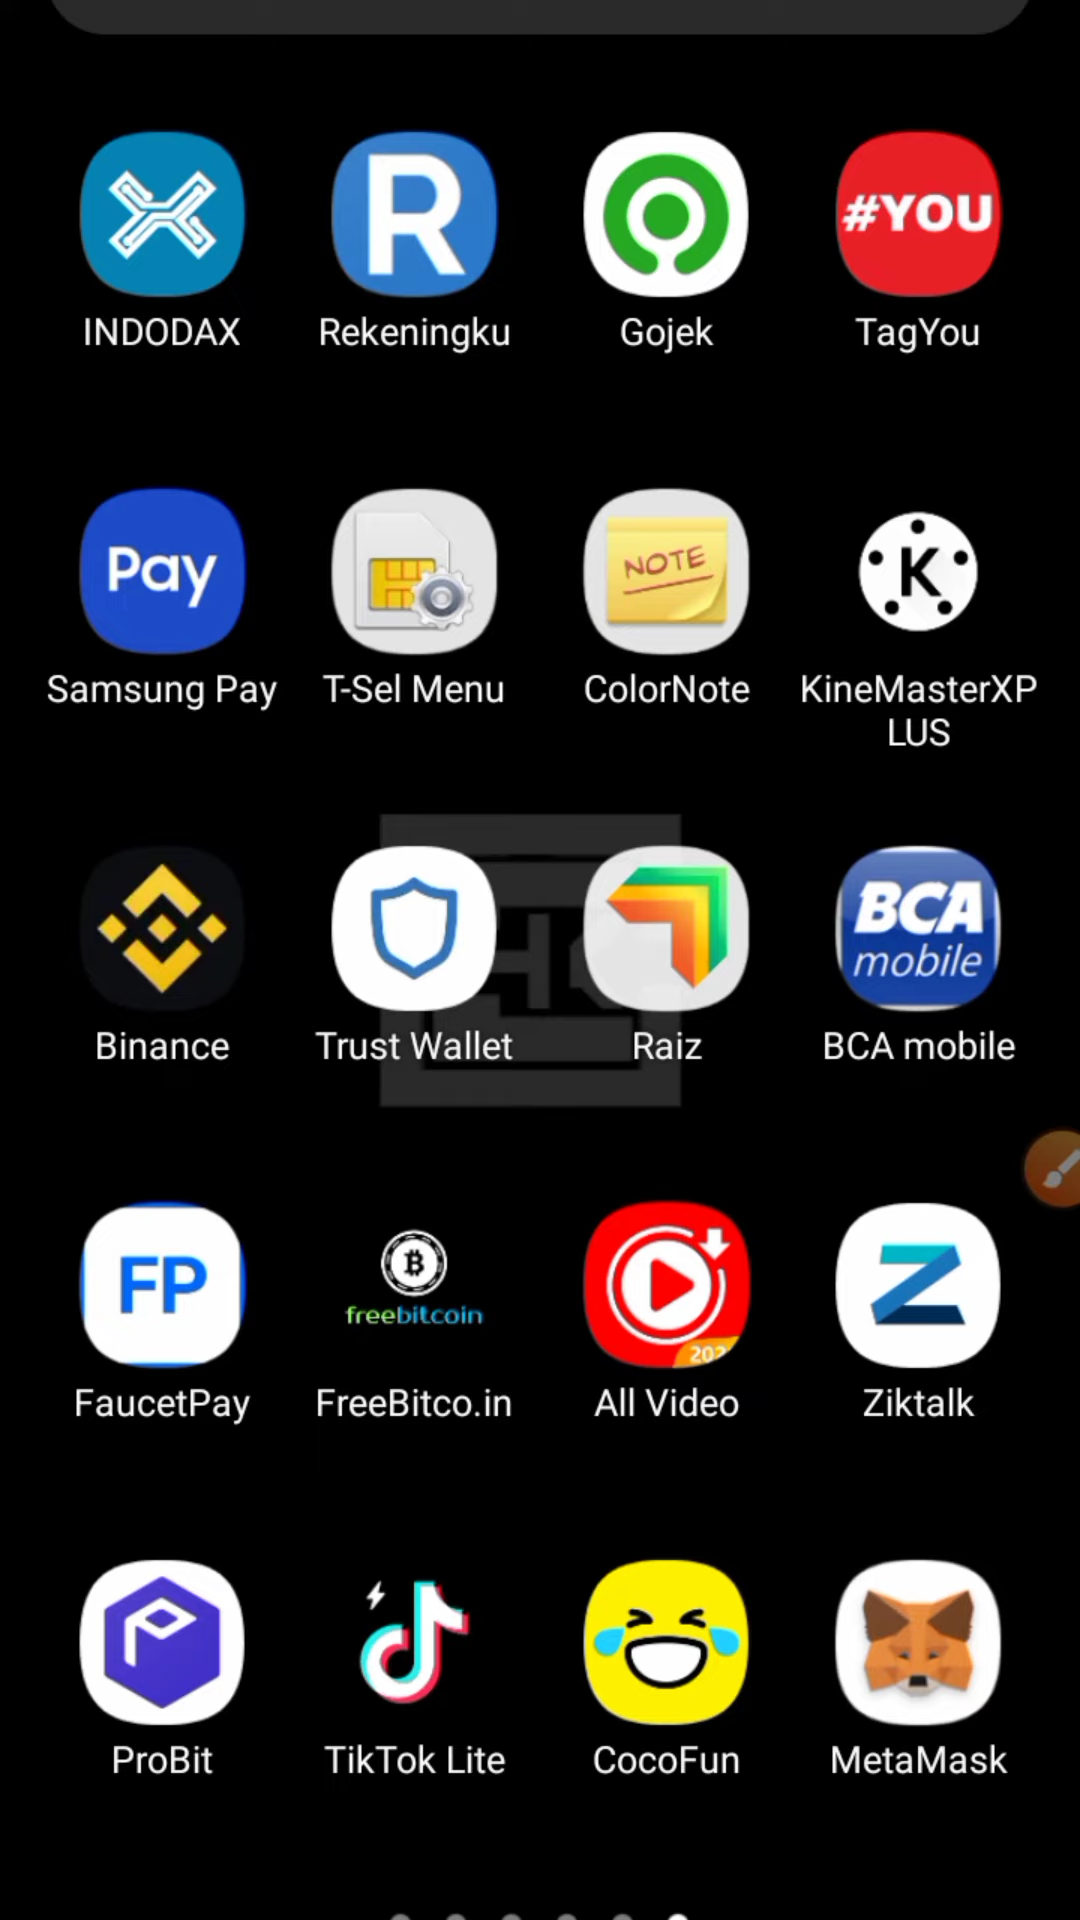 #YOU
INDODAX
Rekeningku
Gojek
TagYou
Pay
NOTE
K
Samsung Pay
T-Sel Menu
ColorNote
KineMasterXP
LUS
BCA
mobile
Binance
Trust Wallet
Raiz
BCA mobile
FP
freebitcoin
FaucetPay
FreeBitco.in
All Video
Ziktalk
ProBit
TikTok Lite
CocoFun
MetaMask